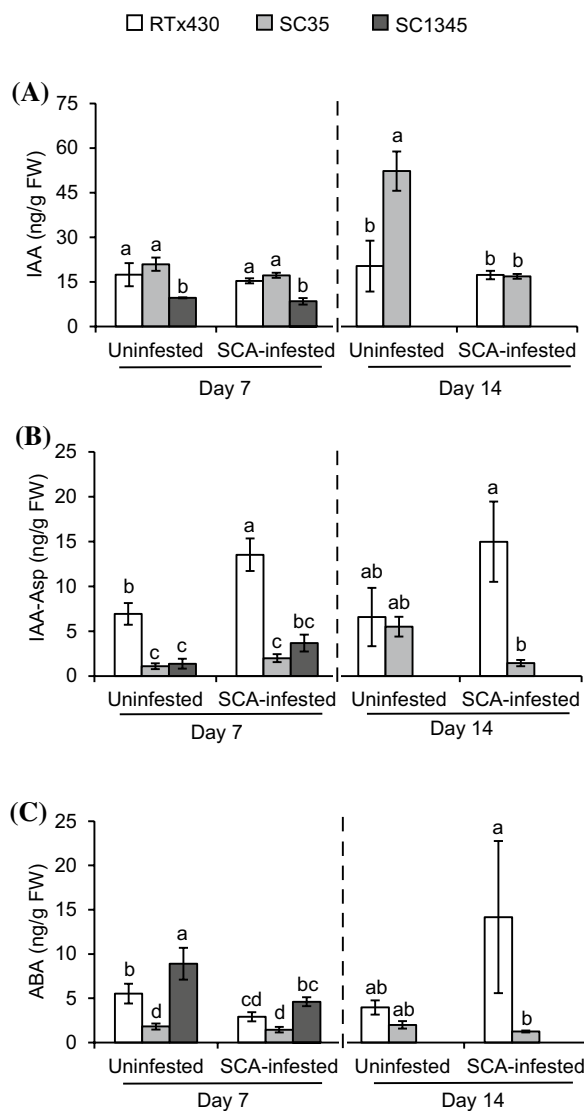 RTx430 SC35 SC1345
(A)
IAA (ng/g FW)
75
60
45
30
15
0
a a b
a a b
b a
b b
Uninfested SCA-infested Uninfested SCA-infested
Day 7 Day 14
(B)
IAA-Asp (ng/g FW)
25
20
15
10
5
0
b c c
a c bc
ab ab
a b
Uninfested SCA-infested Uninfested SCA-infested
Day 7 Day 14
(C)
ABA (ng/g FW)
25
20
15
10
5
0
b d a
cd d bc
ab ab
a b
Uninfested SCA-infested Uninfested SCA-infested
Day 7 Day 14